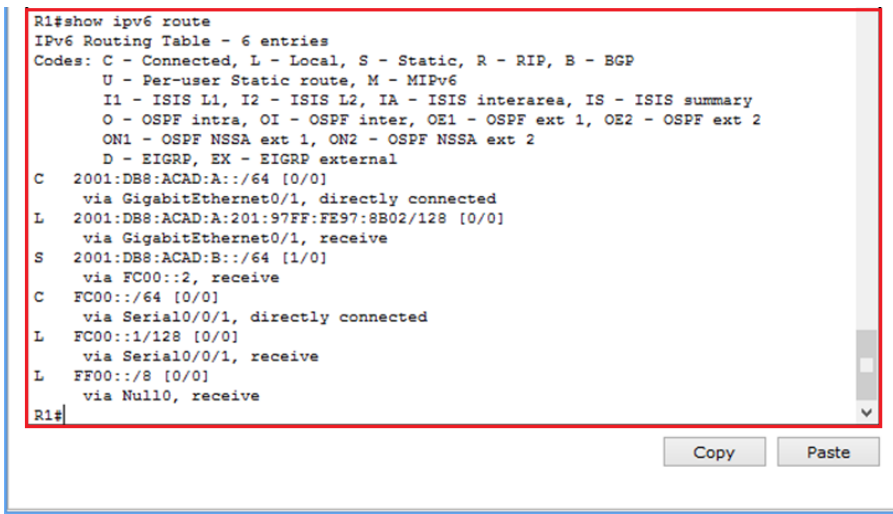 R1#show ipv6 route
IPv6 Routing Table - 6 entries
Codes: C - Connected, L - Local, S - Static, R - RIP, B - BGP
U - Per-user Static route, M - MIPv6
I1 - ISIS L1, I2 - ISIS L2, IA - ISIS interarea, IS - ISIS summary
O - OSPF intra, OI - OSPF inter, OE1 - OSPF ext 1, OE2 - OSPF ext 2
ON1 - OSPF NSSA ext 1, ON2 - OSPF NSSA ext 2
D - EIGRP, EX - EIGRP external
C 2001:DB8:ACAD:A::/64 [0/0]
via GigabitEthernet0/1, directly connected
L 2001:DB8:ACAD:A:201:97FF:FE97:8B02/128 [0/0]
via GigabitEthernet0/1, receive
S 2001:DB8:ACAD:B::/64 [1/0]
via FC00::2, receive
C FC00::/64 [0/0]
via Serial0/0/1, directly connected
L FC00::1/128 [0/0]
via Serial0/0/1, receive
L FF00::/8 [0/0]
via Null0, receive
R1#
Copy Paste